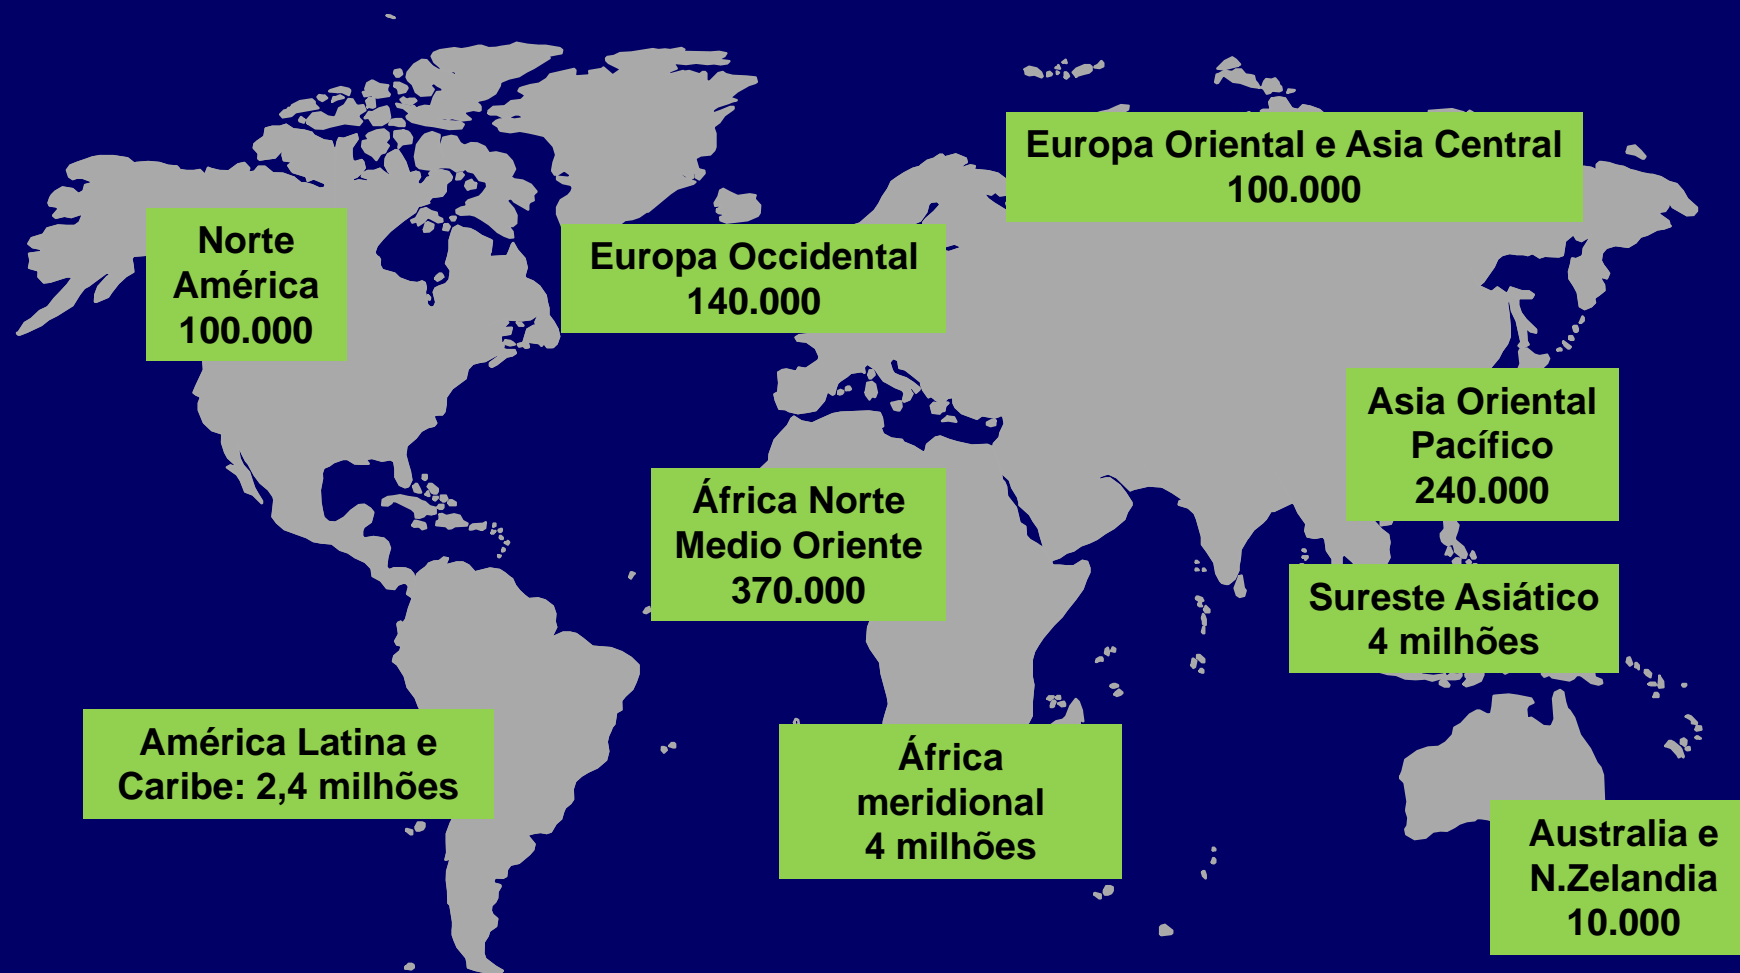 Europa Oriental e Asia Central
100.000
Norte
América
100.000
Europa Occidental
140.000
Asia Oriental
Pacífico
240.000
África Norte
Medio Oriente
370.000
Sureste Asiático
4 milhões
América Latina e
Caribe: 2,4 milhões
África
meridional
4 milhões
Australia e
N.Zelandia
10.000